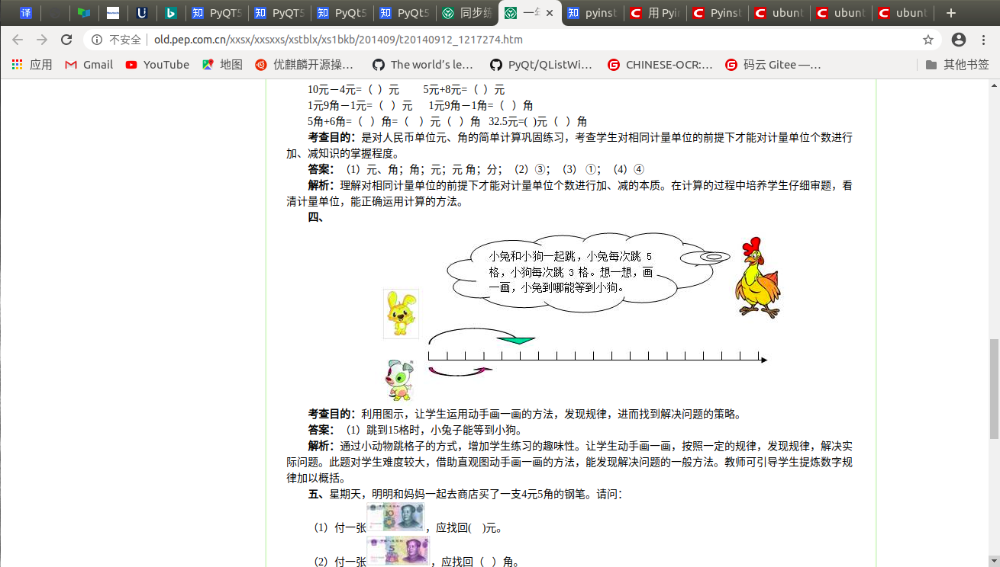 译
知 PyQT5
知 PyQT5
知 PyQt5
知 PyQt5
同步练
一年
知 pyinst
用 Pyin
Pyinst
ubunt
ubunt
ubunt
不安全 | old.pep.com.cn/xxsx/xxsxxs/xstblx/xs1bkb/201409/t20140912_1217274.htm
应用 Gmail YouTube 地图 优麒麟开源操… The world's le… PyQt/QListWi… CHINESE-OCR:… 码云 Gitee —… 其他书签
10元－4元=（ ）元 5元+8元=（ ）元
1元9角－1元=（ ）元 1元9角－1角=（ ）角
5角+6角=（ ）角=（ ）元（ ）角 32.5元=( )元（ ）角
考查目的：是对人民币单位元、角的简单计算巩固练习，考查学生对相同计量单位的前提下才能对计量单位个数进行
加、减知识的掌握程度。
答案：（1）元、角；角；元；元 角；分；（2）③；（3） ①；（4）④
解析：理解对相同计量单位的前提下才能对计量单位个数进行加、减的本质。在计算的过程中培养学生仔细审题，看
清计量单位，能正确运用计算的方法。
四、
小兔和小狗一起跳，小兔每次跳 5
格，小狗每次跳 3 格。想一想，画
一画，小兔到哪能等到小狗。
考查目的：利用图示，让学生运用动手画一画的方法，发现规律，进而找到解决问题的策略。
答案：（1）跳到15格时，小兔子能等到小狗。
解析：通过小动物跳格子的方式，增加学生练习的趣味性。让学生动手画一画，按照一定的规律，发现规律，解决实
际问题。此题对学生难度较大，借助直观图动手画一画的方法，能发现解决问题的一般方法。教师可引导学生提炼数字规
律加以概括。
五、星期天，明明和妈妈一起去商店买了一支4元5角的钢笔。请问：
（1）付一张 ，应找回( )元。
（2）付一张 ，应找回（ ）角。